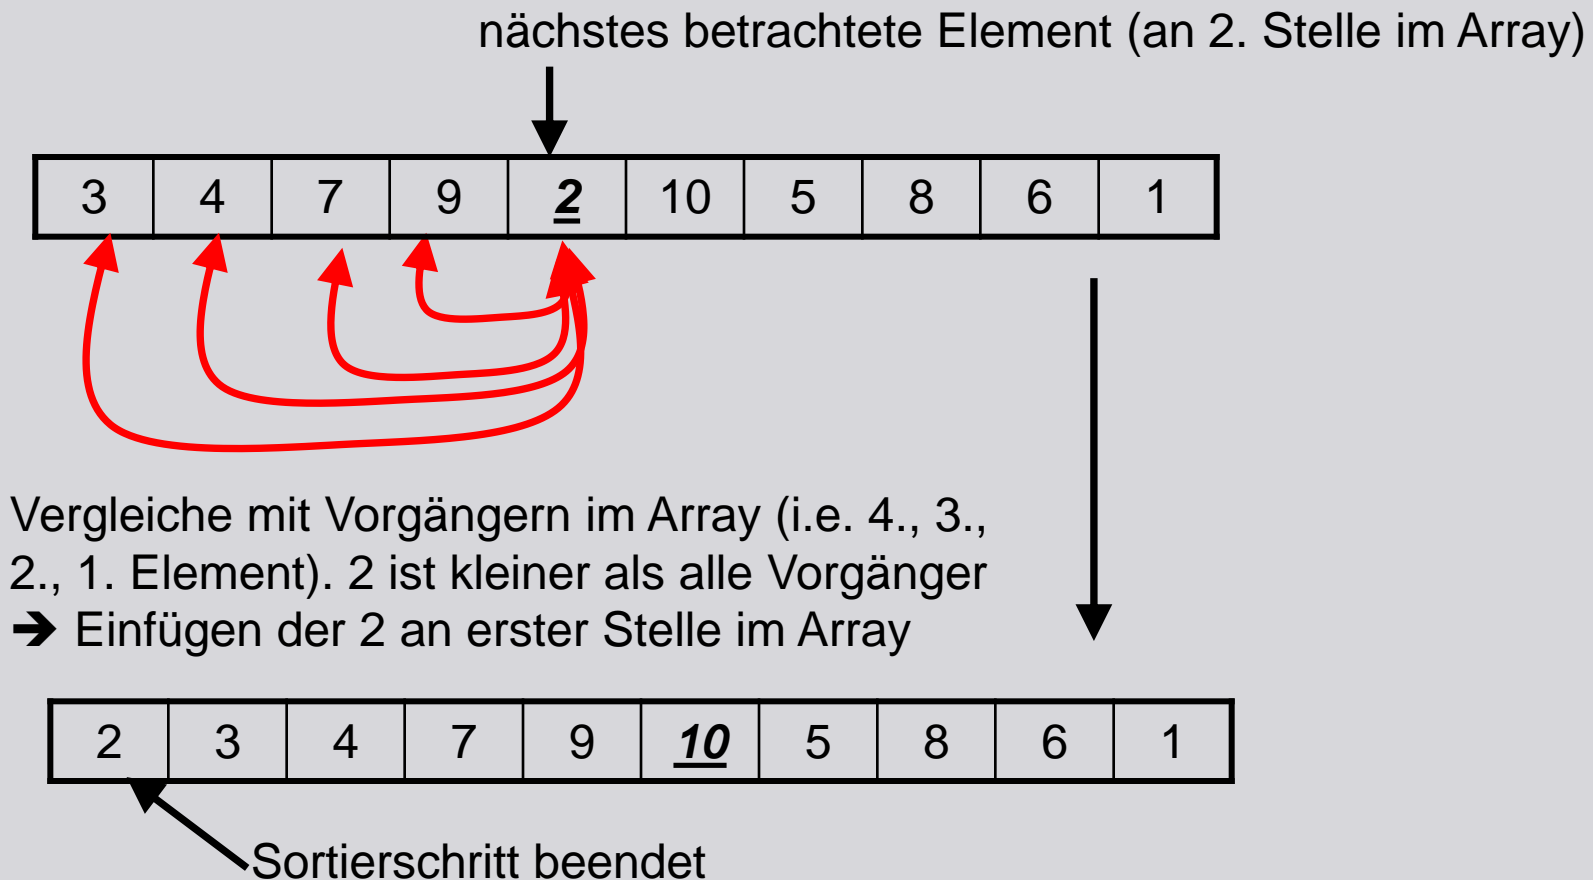 nächstes betrachtete Element (an 2. Stelle im Array)
3 4 7 9 2 10 5 8 6 1
Vergleiche mit Vorgängern im Array (i.e. 4., 3.,
2., 1. Element). 2 ist kleiner als alle Vorgänger
➔ Einfügen der 2 an erster Stelle im Array
2 3 4 7 9 10 5 8 6 1
Sortierschritt beendet